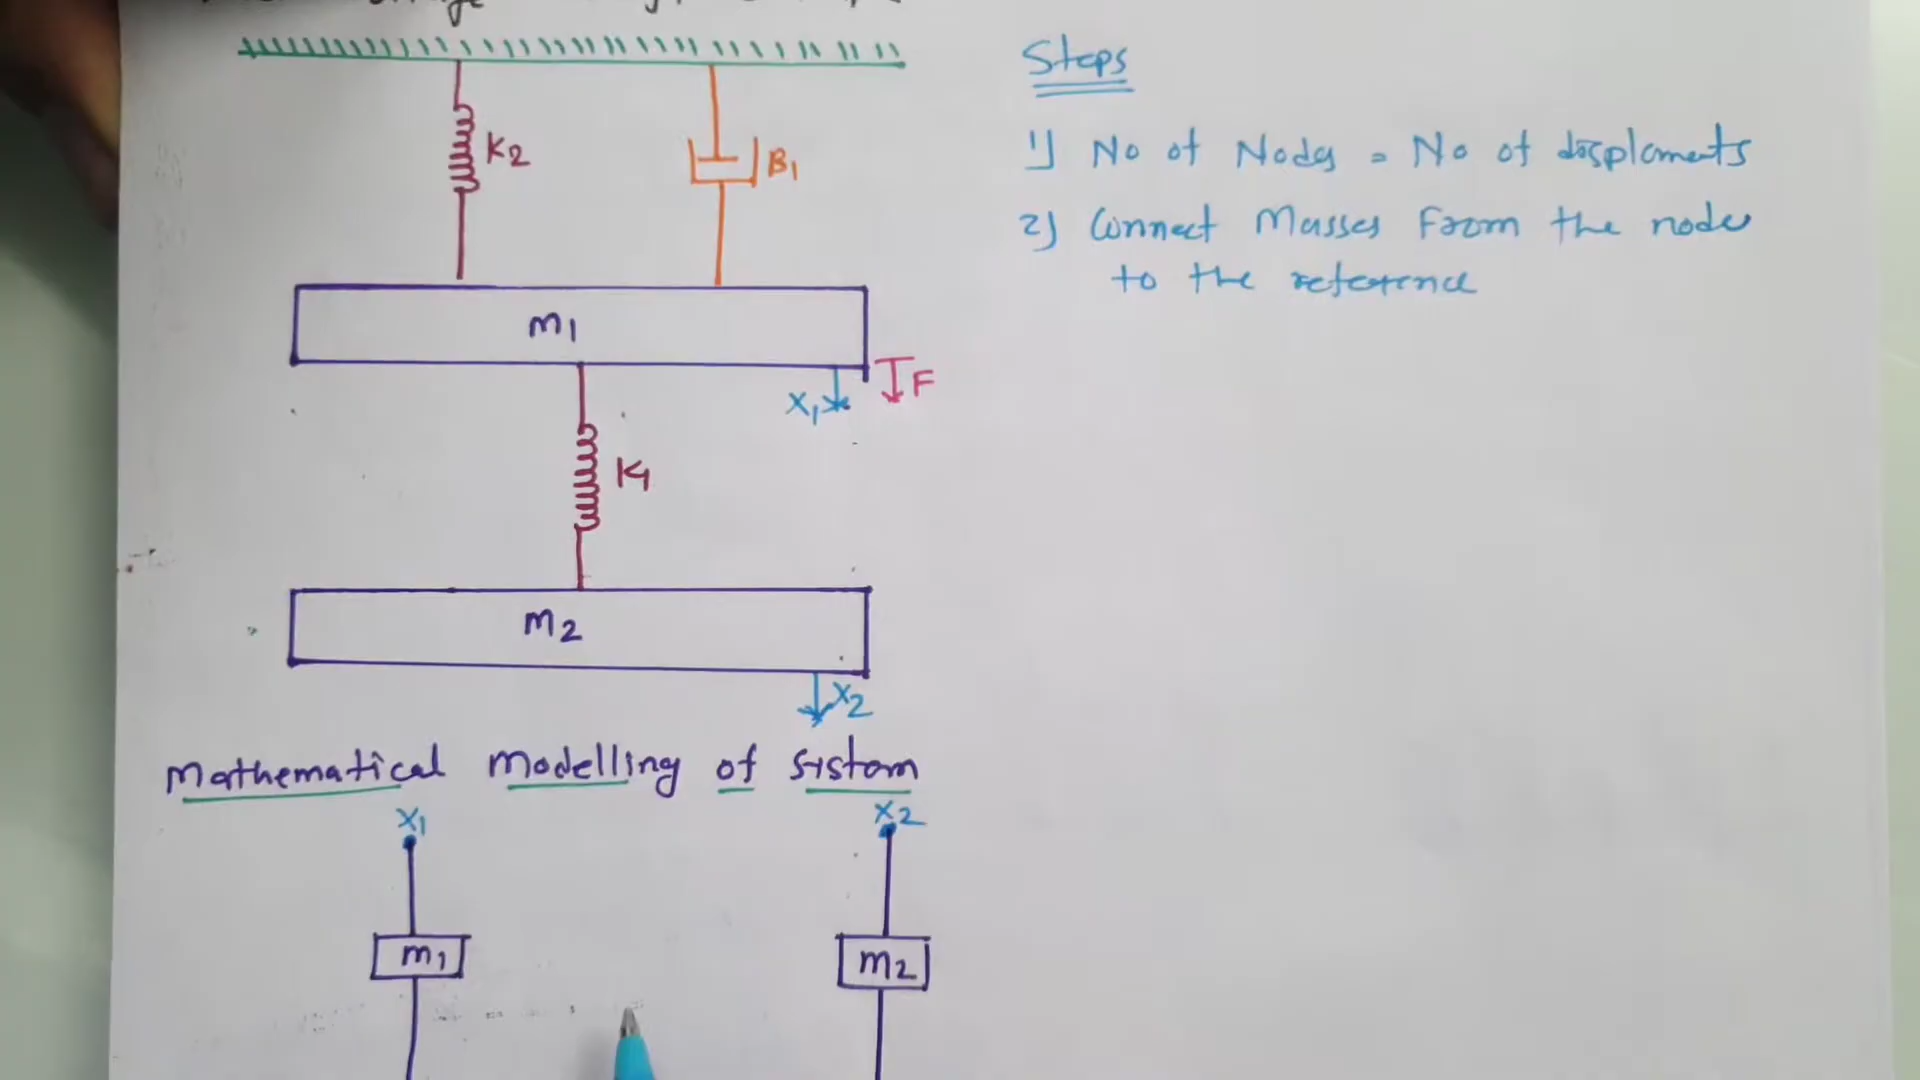 Steps
1) No of Nodes = No of displcments
2) Connect Masses From the node
to the reference
K2
B1
m1
X1
F
K1
m2
X2
Mathematical Modelling of System
X1
X2
m1
m2